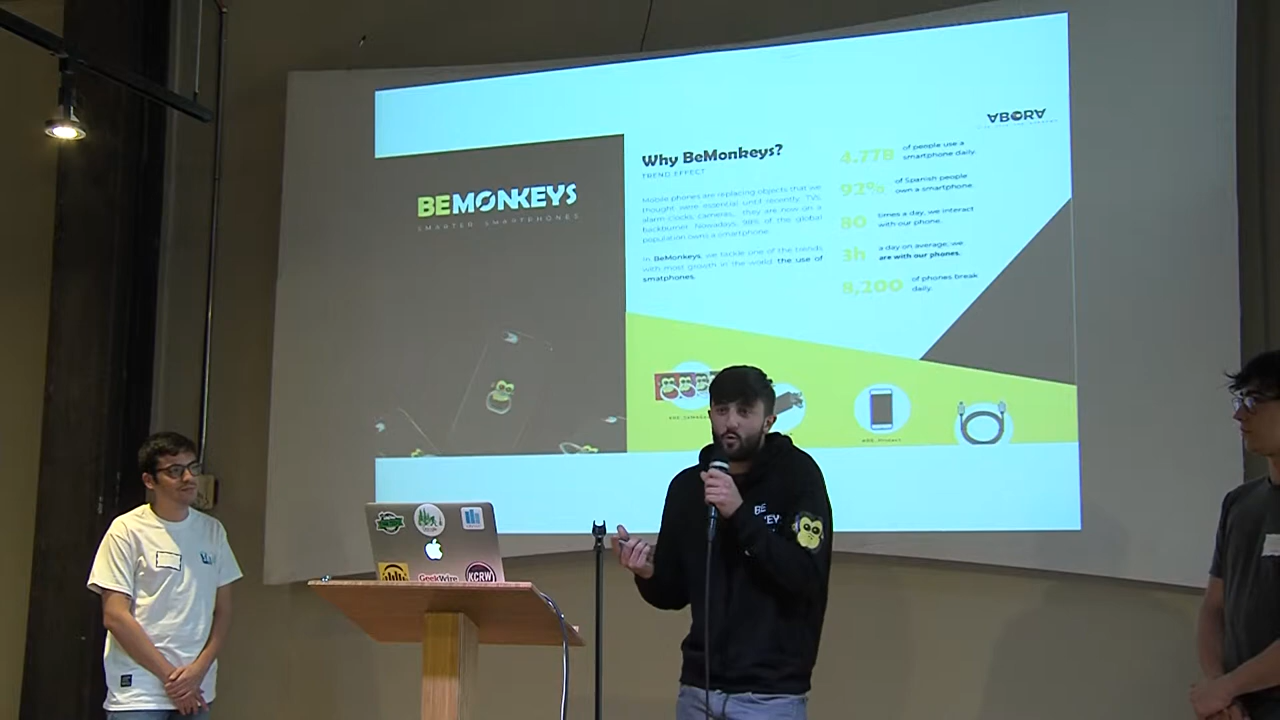 ABORA
BEMONKEYS
SMARTER SMARTPHONES
Why BeMonkeys?
TREND EFFECT
Mobile phones are replacing objects that we
thought were essential until recently. TVs,
alarm clocks, cameras,... they are now on a
backburner. Nowadays, 98% of the global
population owns a smartphone.
In BeMonkeys, we tackle one of the trends
with most growth in the world: the use of
smatphones.
4.77B of people use a
smartphone daily.
92% of Spanish people
own a smartphone.
80 times a day, we interact
with our phone.
3h a day on average, we
are with our phones.
8,200 of phones break
daily.
BE
KEYS
GeekWire
KCRW